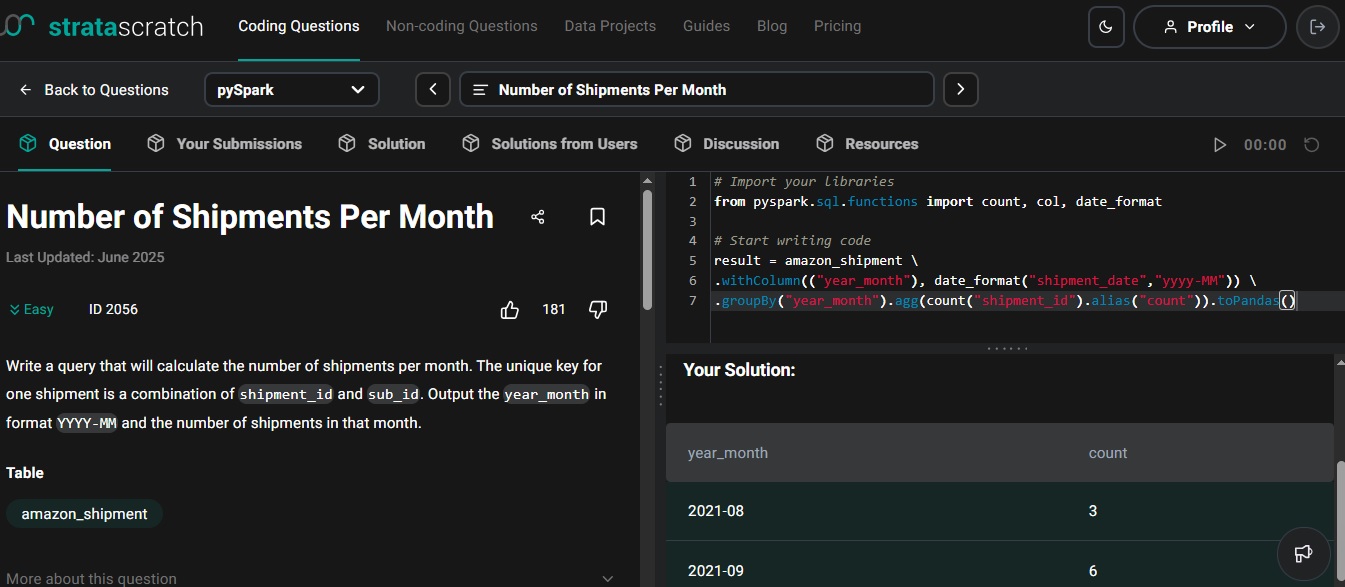 stratascratch
Coding Questions
Non-coding Questions
Data Projects
Guides
Blog
Pricing
Profile
Back to Questions
pySpark
Number of Shipments Per Month
Question
Your Submissions
Solution
Solutions from Users
Discussion
Resources
00:00
Number of Shipments Per Month
Last Updated: June 2025
Easy
ID 2056
181
Write a query that will calculate the number of shipments per month. The unique key for
one shipment is a combination of shipment_id and sub_id. Output the year_month in
format YYYY-MM and the number of shipments in that month.
Table
amazon_shipment
More about this question
1 # Import your libraries
2 from pyspark.sql.functions import count, col, date_format
3
4 # Start writing code
5 result = amazon_shipment \
6 .withColumn(("year_month"), date_format("shipment_date","yyyy-MM")) \
7 .groupBy("year_month").agg(count("shipment_id").alias("count")).toPandas()
Your Solution:
year_month count
2021-08 3
2021-09 6